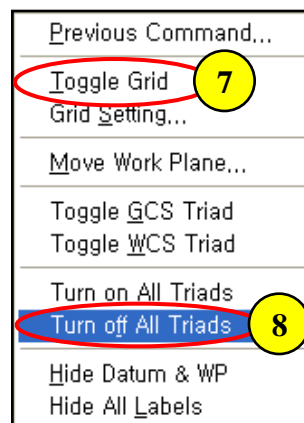 Previous Command...
Toggle Grid 7
Grid Setting...
Move Work Plane...
Toggle GCS Triad
Toggle WCS Triad
Turn on All Triads
Turn off All Triads 8
Hide Datum & WP
Hide All Labels